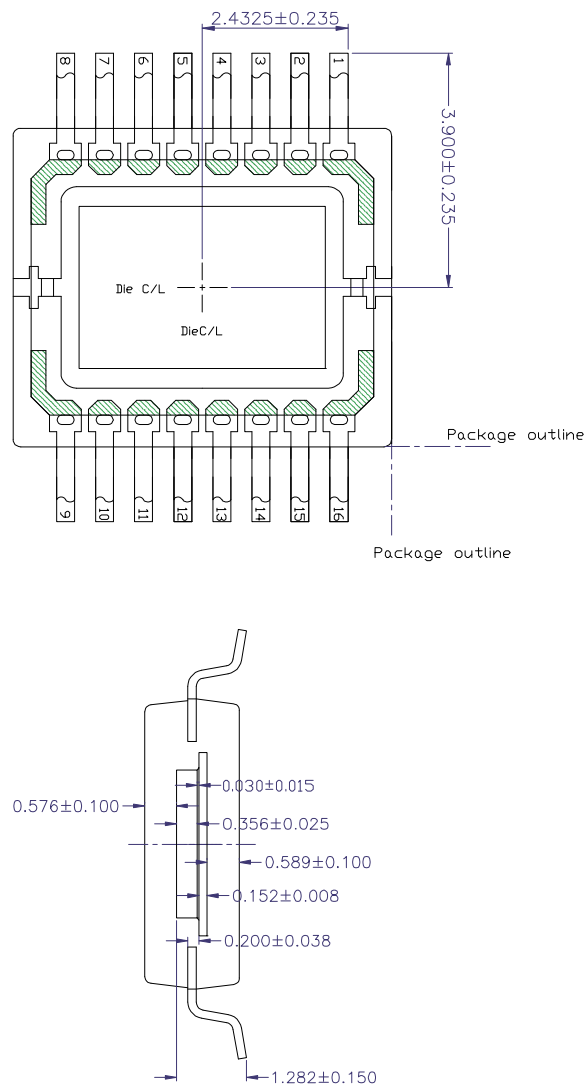 2.4325±0.235
8 7 6 5 4 3 2 1
3.900±0.235
Die C/L
DieC/L
Package outline
9 10 11 12 13 14 15 16
Package outline
0.030±0.015
0.576±0.100
0.356±0.025
0.589±0.100
0.152±0.008
0.200±0.038
1.282±0.150